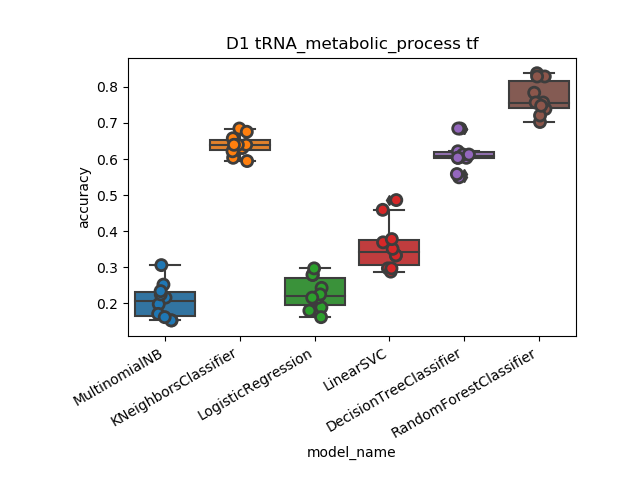 D1 tRNA_metabolic_process tf
accuracy
0.8
0.7
0.6
0.5
0.4
0.3
0.2
MultinomialNB
KNeighborsClassifier
LogisticRegression
LinearSVC
DecisionTreeClassifier
RandomForestClassifier
model_name